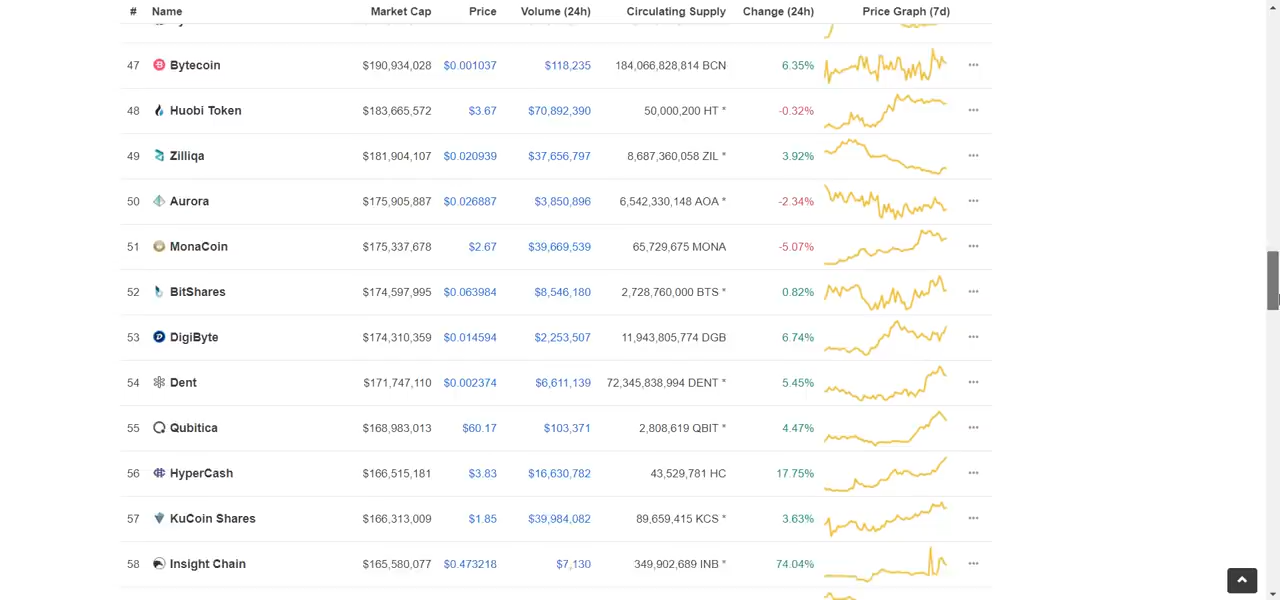 # Name Market Cap Price Volume (24h) Circulating Supply Change (24h) Price Graph (7d)
47 Bytecoin $190,934,028 $0.001037 $118,235 184,066,828,814 BCN 6.35%
48 Huobi Token $183,665,572 $3.67 $70,892,390 50,000,200 HT * -0.32%
49 Zilliqa $181,904,107 $0.020939 $37,656,797 8,687,360,058 ZIL * 3.92%
50 Aurora $175,905,887 $0.026887 $3,850,896 6,542,330,148 AOA * -2.34%
51 MonaCoin $175,337,678 $2.67 $39,669,539 65,729,675 MONA -5.07%
52 BitShares $174,597,995 $0.063984 $8,546,180 2,728,760,000 BTS * 0.82%
53 DigiByte $174,310,359 $0.014594 $2,253,507 11,943,805,774 DGB 6.74%
54 Dent $171,747,110 $0.002374 $6,611,139 72,345,838,994 DENT * 5.45%
55 Qubitica $168,983,013 $60.17 $103,371 2,808,619 QBIT * 4.47%
56 HyperCash $166,515,181 $3.83 $16,630,782 43,529,781 HC 17.75%
57 KuCoin Shares $166,313,009 $1.85 $39,984,082 89,659,415 KCS * 3.63%
58 Insight Chain $165,580,077 $0.473218 $7,130 349,902,689 INB * 74.04%